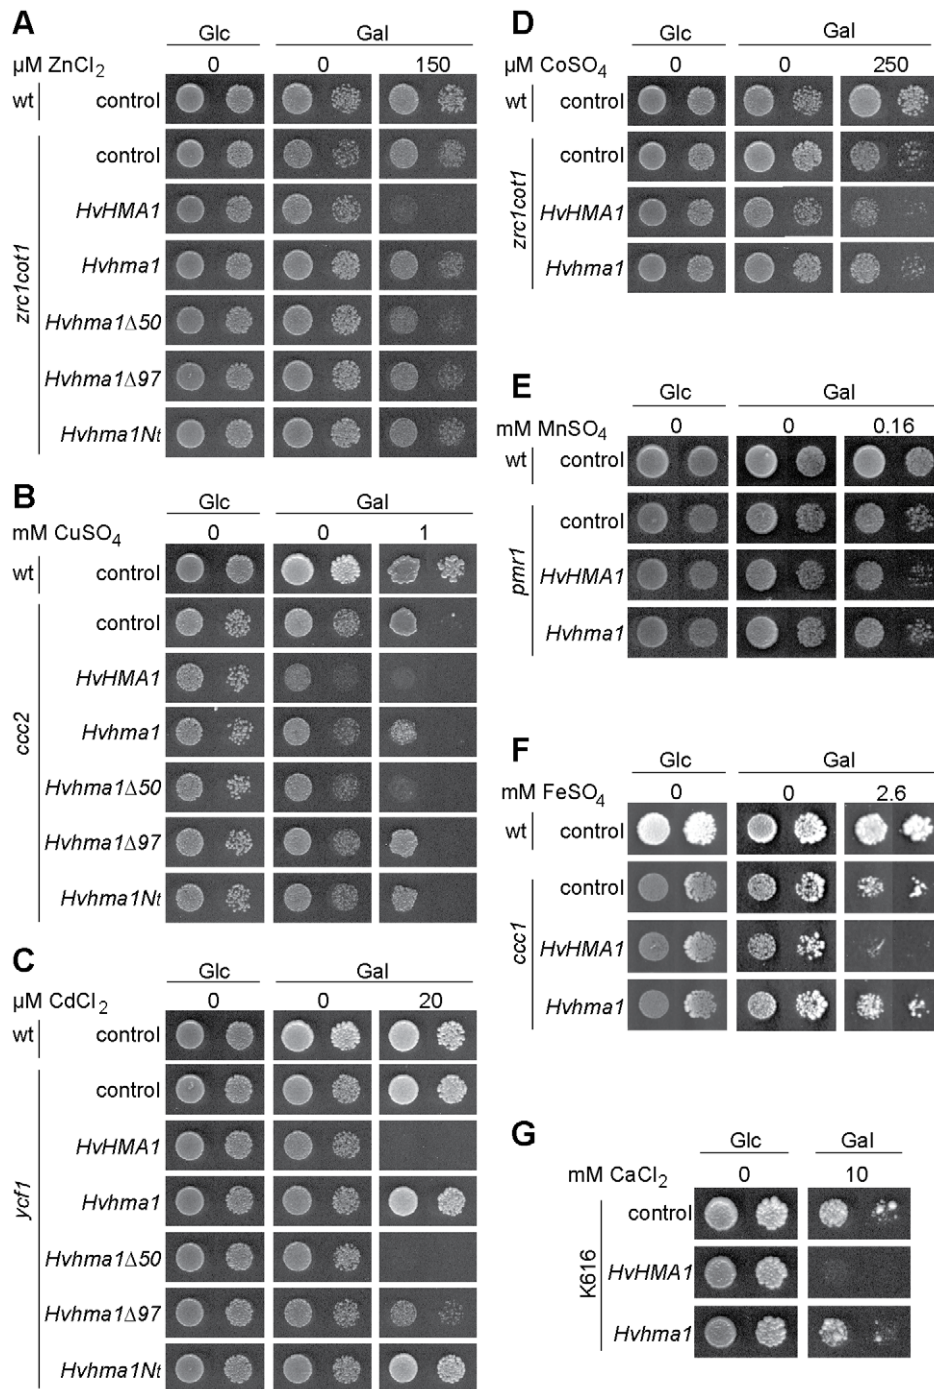 A
Glc Gal
µM ZnCl2 0 0 150
wt control
zrc1cot1
control
HvHMA1
Hvhma1
Hvhma1Δ50
Hvhma1Δ97
Hvhma1Nt
B
Glc Gal
mM CuSO4 0 0 1
wt control
ccc2
control
HvHMA1
Hvhma1
Hvhma1Δ50
Hvhma1Δ97
Hvhma1Nt
C
Glc Gal
µM CdCl2 0 0 20
wt control
ycf1
control
HvHMA1
Hvhma1
Hvhma1Δ50
Hvhma1Δ97
Hvhma1Nt
D
Glc Gal
µM CoSO4 0 0 250
wt control
zrc1cot1
control
HvHMA1
Hvhma1
E
Glc Gal
mM MnSO4 0 0 0.16
wt control
pmr1
control
HvHMA1
Hvhma1
F
Glc Gal
mM FeSO4 0 0 2.6
wt control
ccc1
control
HvHMA1
Hvhma1
G
Glc Gal
mM CaCl2 0 10
K616
control
HvHMA1
Hvhma1